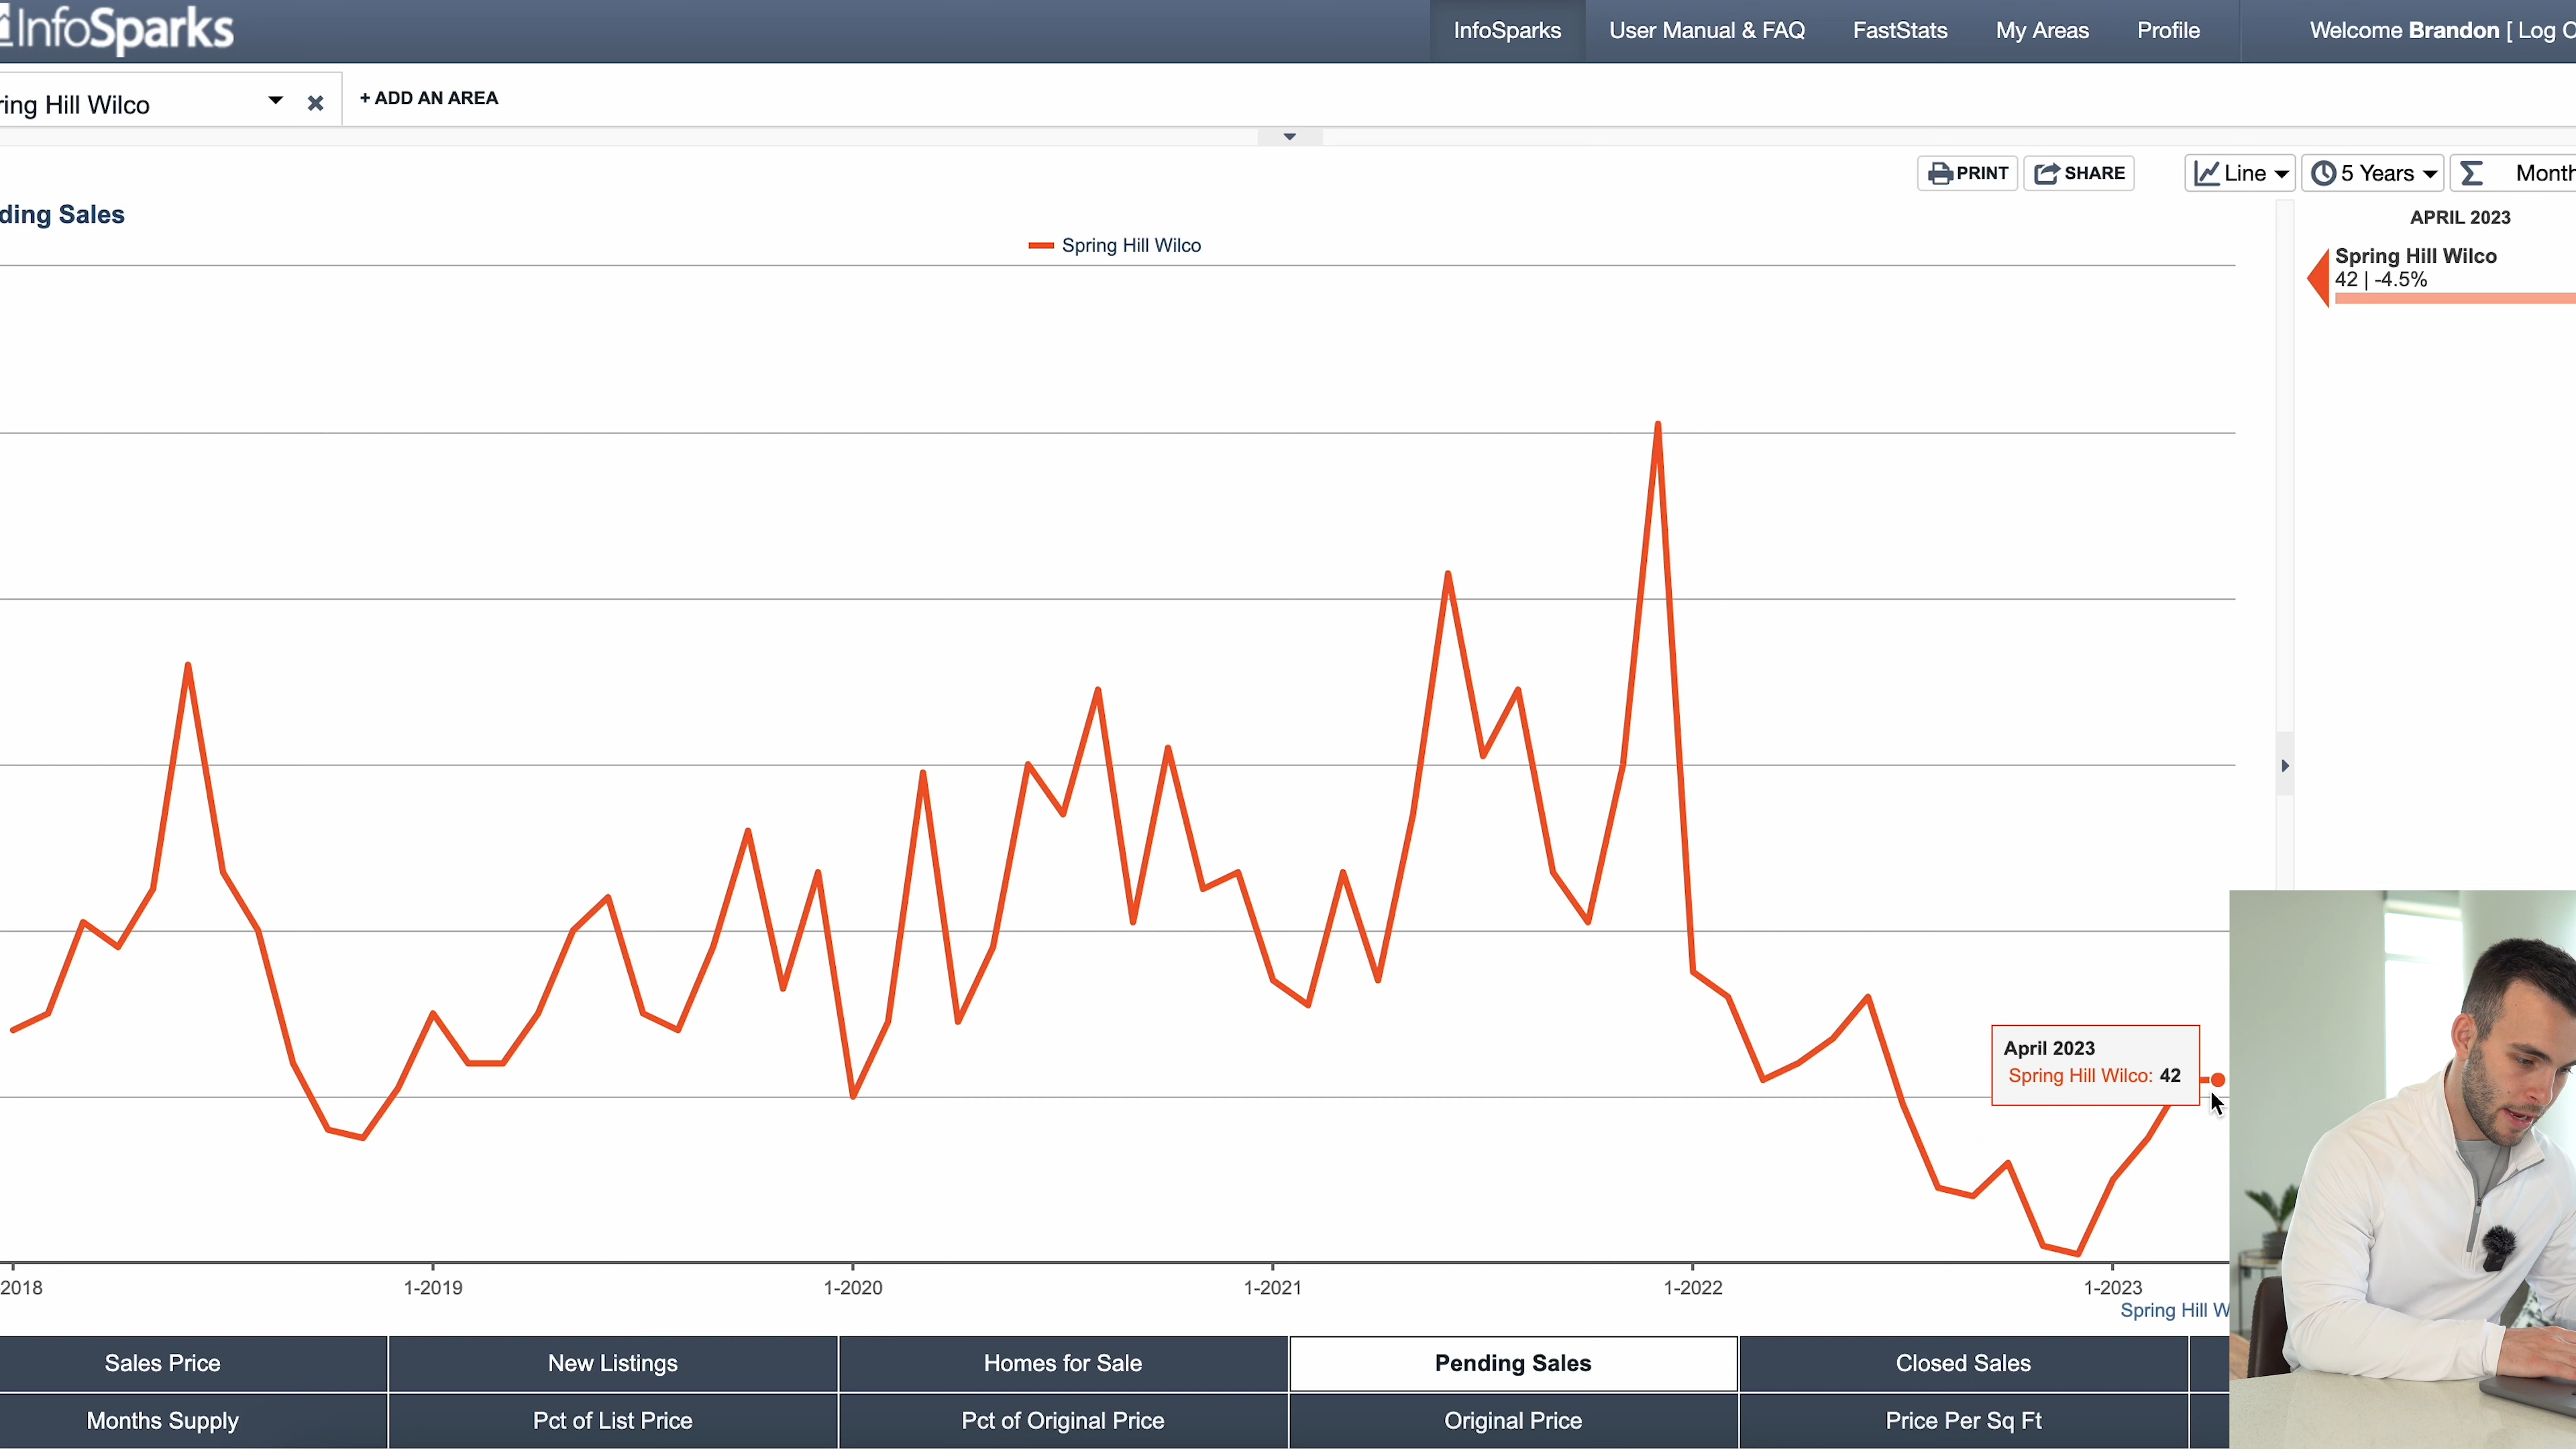 InfoSparks
InfoSparks
User Manual & FAQ
FastStats
My Areas
Profile
Welcome Brandon [ Log
Hill Wilco
+ ADD AN AREA
PRINT
SHARE
Line
5 Years
Month
Sales
Spring Hill Wilco
APRIL 2023
Spring Hill Wilco
42 | -4.5%
April 2023
Spring Hill Wilco: 42
2018
1-2019
1-2020
1-2021
1-2022
1-2023
Spring Hill
Sales Price
New Listings
Homes for Sale
Pending Sales
Closed Sales
Months Supply
Pct of List Price
Pct of Original Price
Original Price
Price Per Sq Ft